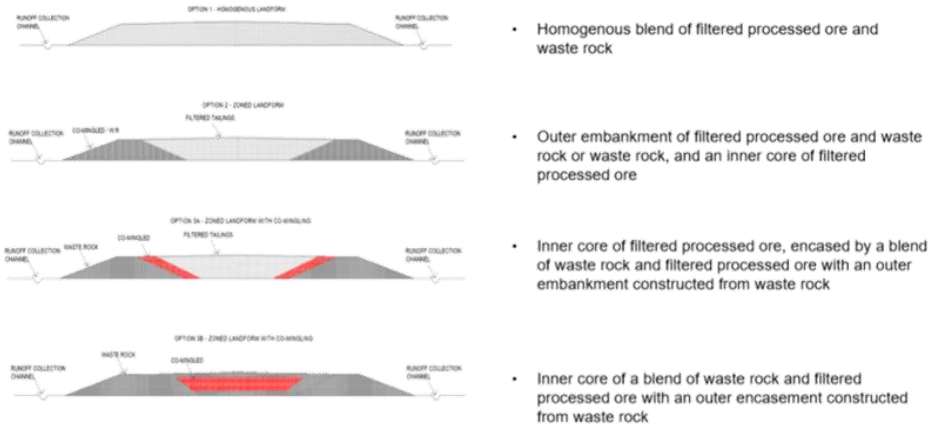 OPTION 1 - HOMOGENOUS LANDFORM
RUNOFF COLLECTION
CHANNEL
RUNOFF COLLECTION
CHANNEL
• Homogenous blend of filtered processed ore and
waste rock
OPTION 2 - ZONED LANDFORM
FILTERED TAILINGS
CO-MINGLED / WR
RUNOFF COLLECTION
CHANNEL
RUNOFF COLLECTION
CHANNEL
• Outer embankment of filtered processed ore and waste
rock or waste rock, and an inner core of filtered
processed ore
OPTION 3A - ZONED LANDFORM WITH CO-MINGLING
FILTERED TAILINGS
CO-MINGLED
WASTE ROCK
RUNOFF COLLECTION
CHANNEL
RUNOFF COLLECTION
CHANNEL
• Inner core of filtered processed ore, encased by a blend
of waste rock and filtered processed ore with an outer
embankment constructed from waste rock
OPTION 3B - ZONED LANDFORM WITH CO-MINGLING
WASTE ROCK
CO-MINGLED
RUNOFF COLLECTION
CHANNEL
RUNOFF COLLECTION
CHANNEL
• Inner core of a blend of waste rock and filtered
processed ore with an outer encasement constructed
from waste rock